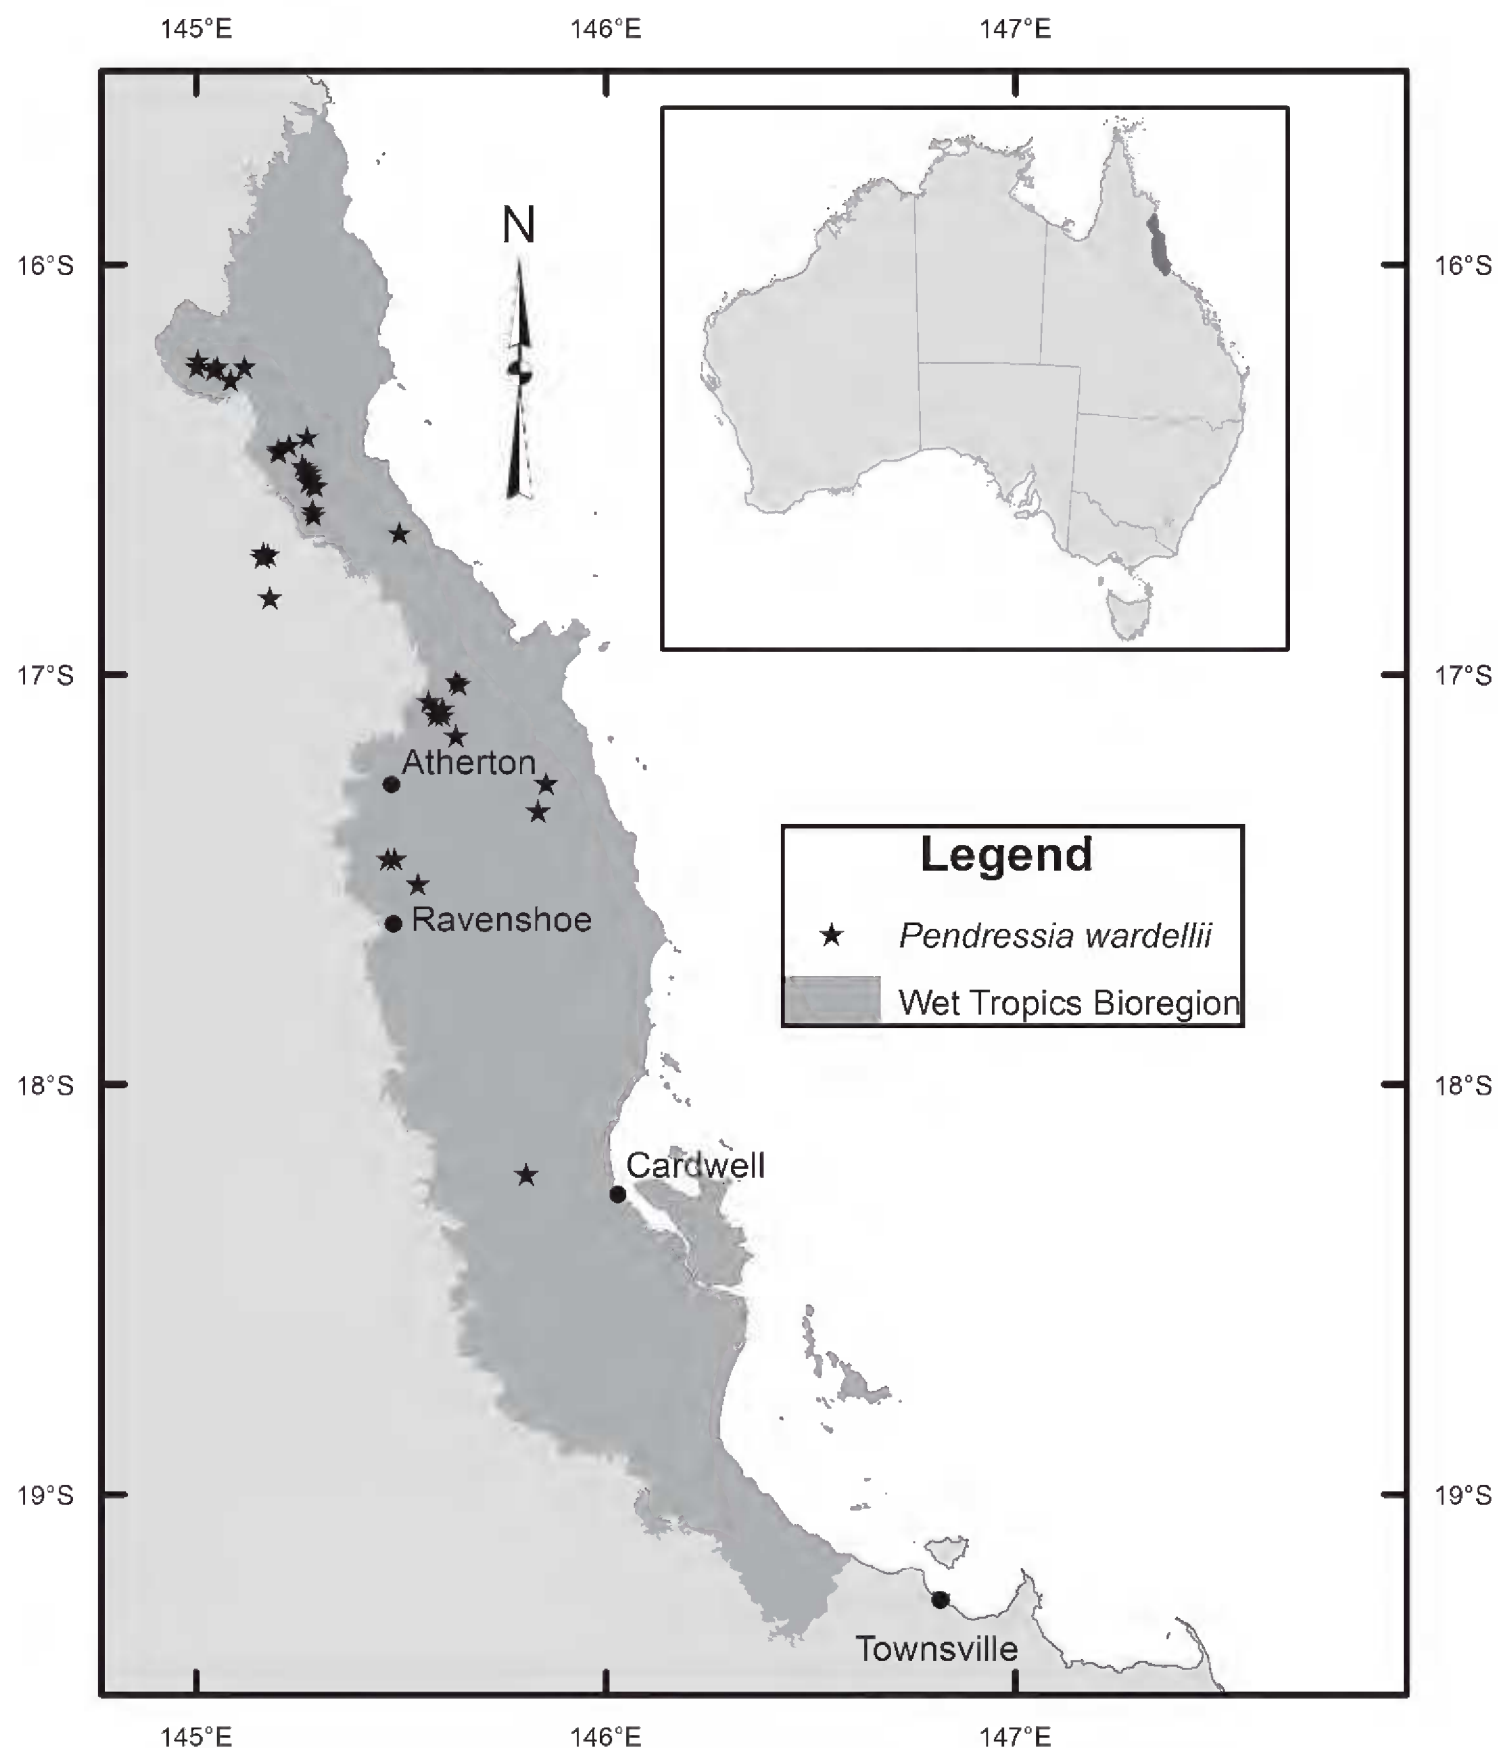 145°E 146°E 147°E
N
16°S 16°S
17°S 17°S
Atherton
Legend
Ravenshoe
Pendressia wardellii
Wet Tropics Bioregion
18°S 18°S
Cardwell
19°S 19°S
Townsville
145°E 146°E 147°E